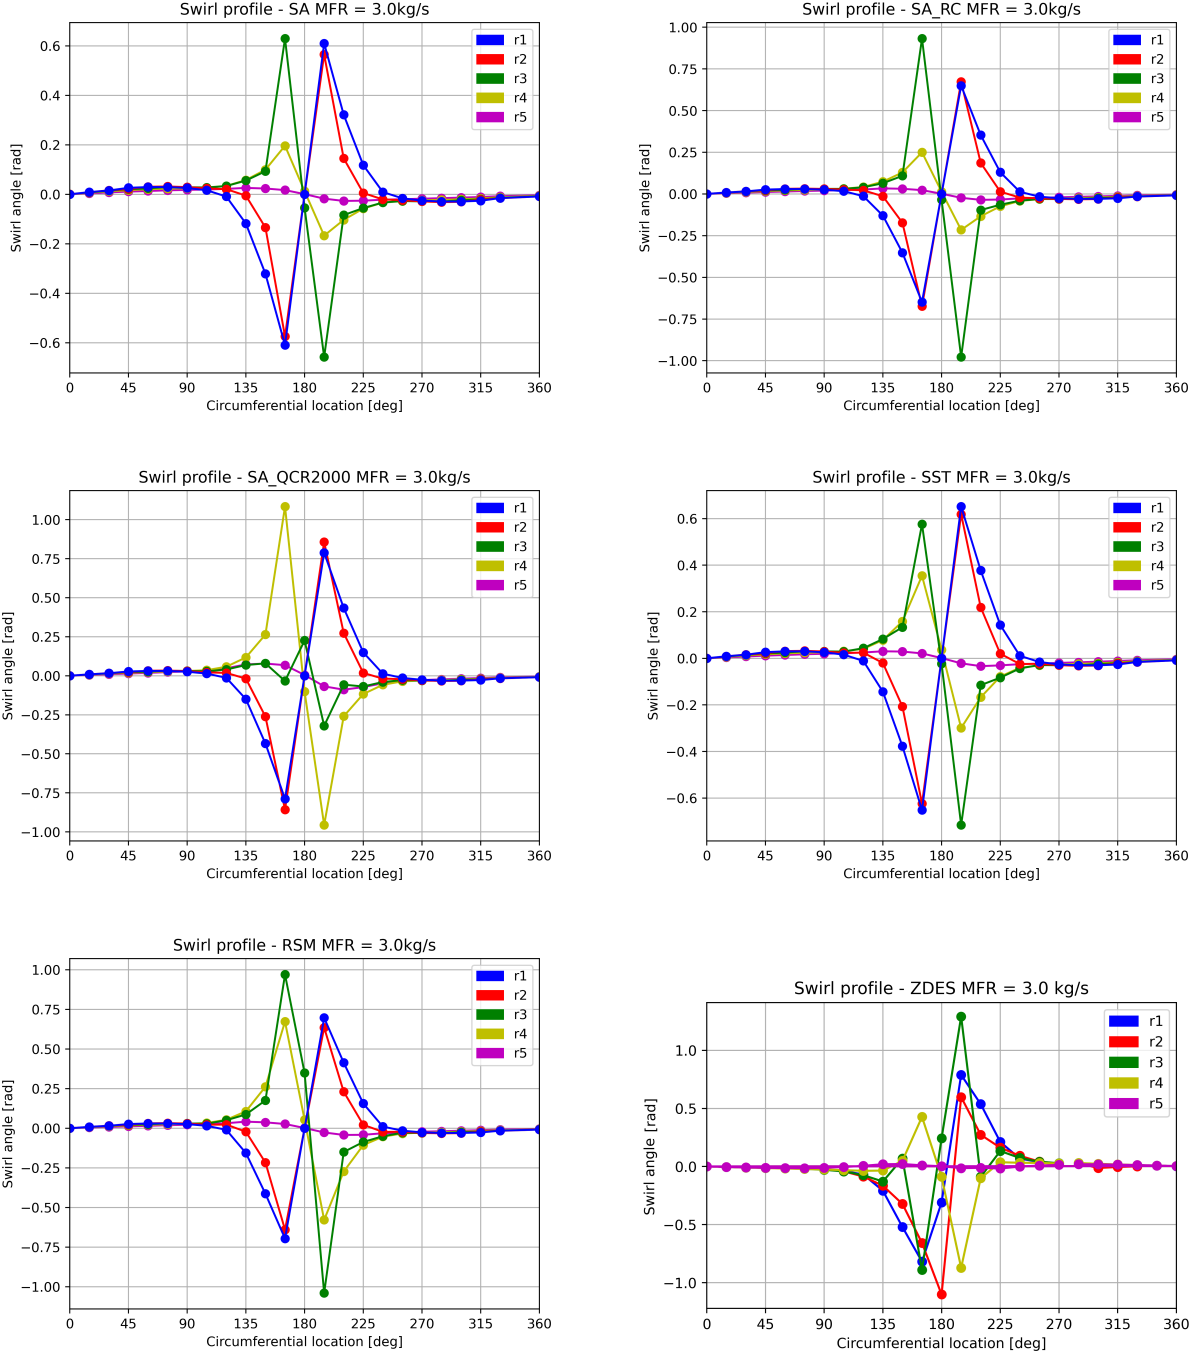 Swirl profile - SA MFR = 3.0kg/s
Swirl angle [rad]
0.6
0.4
0.2
0.0
−0.2
−0.4
−0.6
0 45 90 135 180 225 270 315 360
Circumferential location [deg]
r1
r2
r3
r4
r5
Swirl profile - SA_RC MFR = 3.0kg/s
Swirl angle [rad]
1.00
0.75
0.50
0.25
0.00
−0.25
−0.50
−0.75
−1.00
0 45 90 135 180 225 270 315 360
Circumferential location [deg]
r1
r2
r3
r4
r5
Swirl profile - SA_QCR2000 MFR = 3.0kg/s
Swirl angle [rad]
1.00
0.75
0.50
0.25
0.00
−0.25
−0.50
−0.75
−1.00
0 45 90 135 180 225 270 315 360
Circumferential location [deg]
r1
r2
r3
r4
r5
Swirl profile - SST MFR = 3.0kg/s
Swirl angle [rad]
0.6
0.4
0.2
0.0
−0.2
−0.4
−0.6
0 45 90 135 180 225 270 315 360
Circumferential location [deg]
r1
r2
r3
r4
r5
Swirl profile - RSM MFR = 3.0kg/s
Swirl angle [rad]
1.00
0.75
0.50
0.25
0.00
−0.25
−0.50
−0.75
−1.00
0 45 90 135 180 225 270 315 360
Circumferential location [deg]
r1
r2
r3
r4
r5
Swirl profile - ZDES MFR = 3.0 kg/s
Swirl angle [rad]
1.0
0.5
0.0
−0.5
−1.0
0 45 90 135 180 225 270 315 360
Circumferential location [deg]
r1
r2
r3
r4
r5